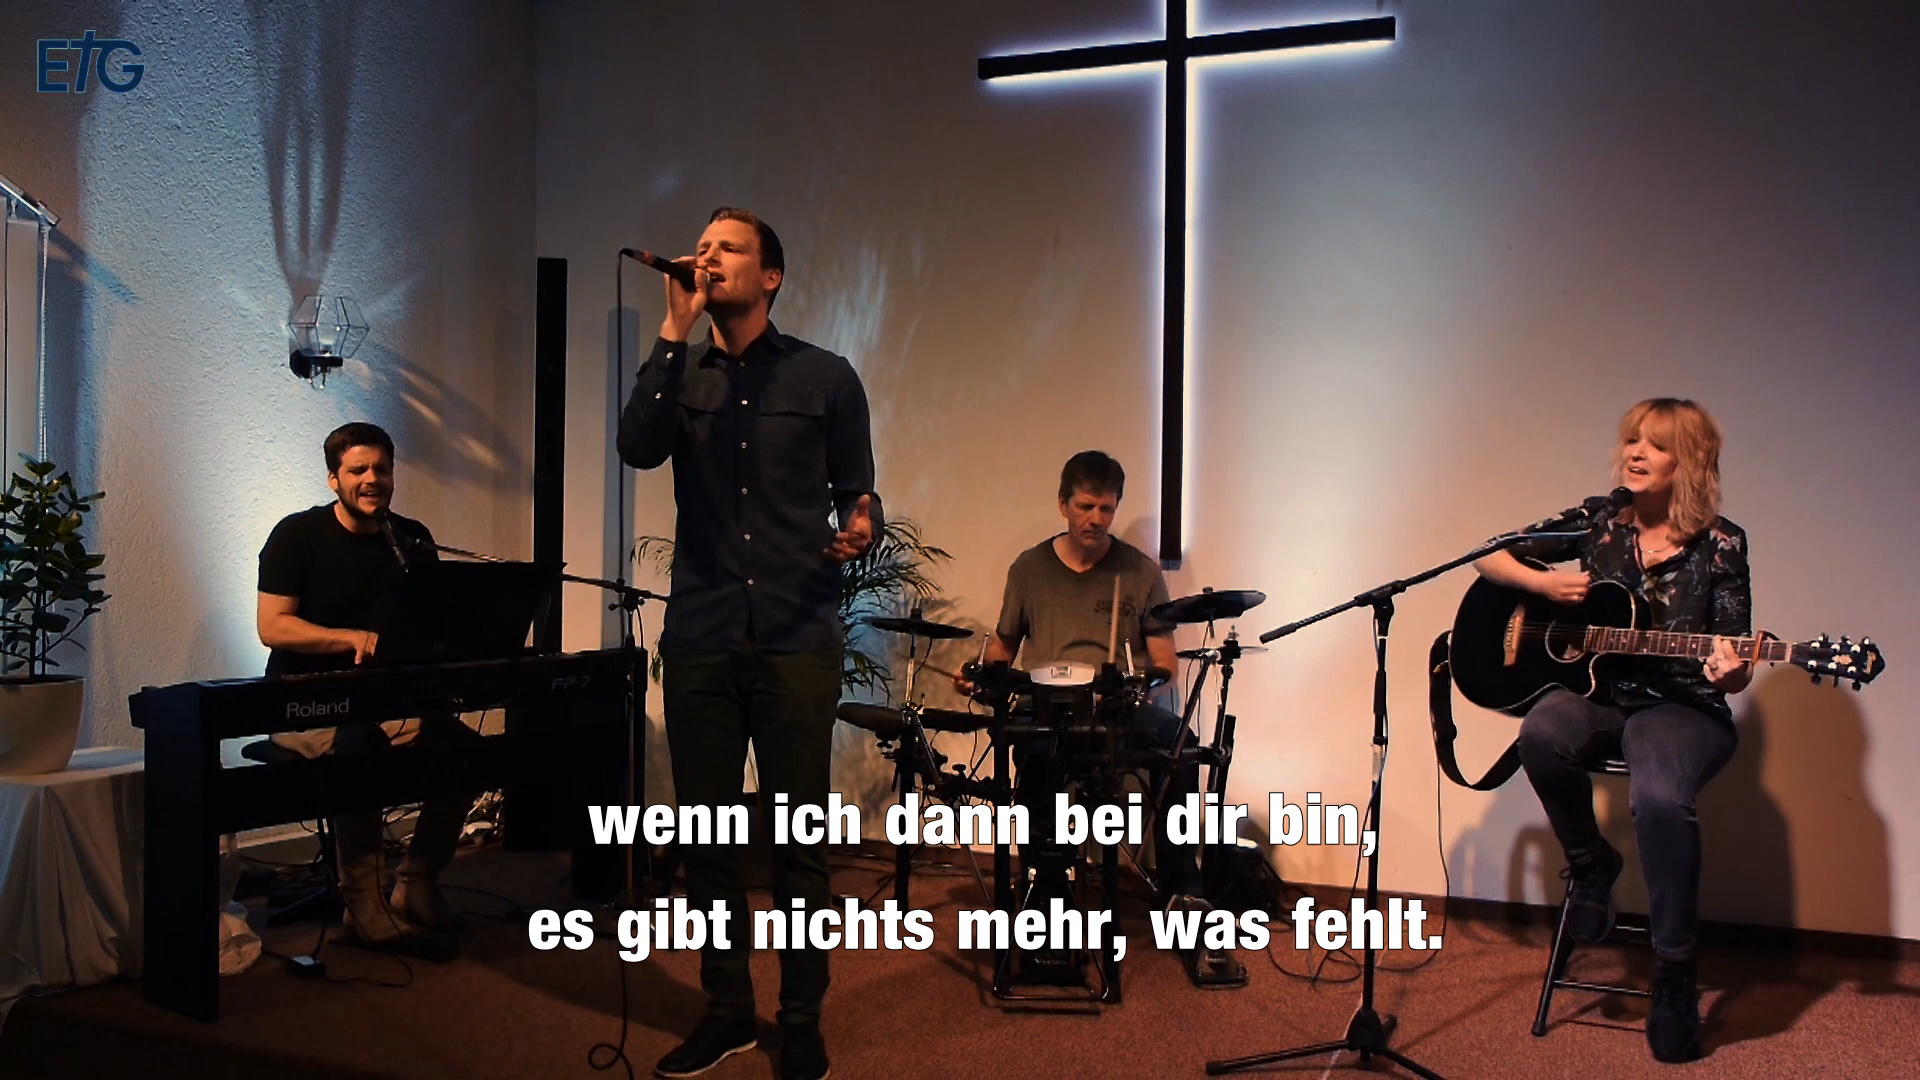 ETG
Roland
FP-7
wenn ich dann bei dir bin,
es gibt nichts mehr, was fehlt.